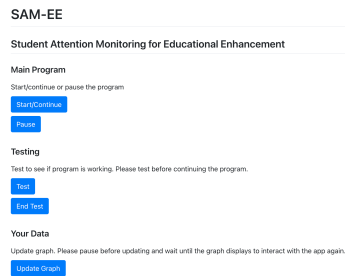 SAM-EE
Student Attention Monitoring for Educational Enhancement
Main Program
Start/continue or pause the program
Start/Continue
Pause
Testing
Test to see if program is working. Please test before continuing the program.
Test
End Test
Your Data
Update graph. Please pause before updating and wait until the graph displays to interact with the app again.
Update Graph